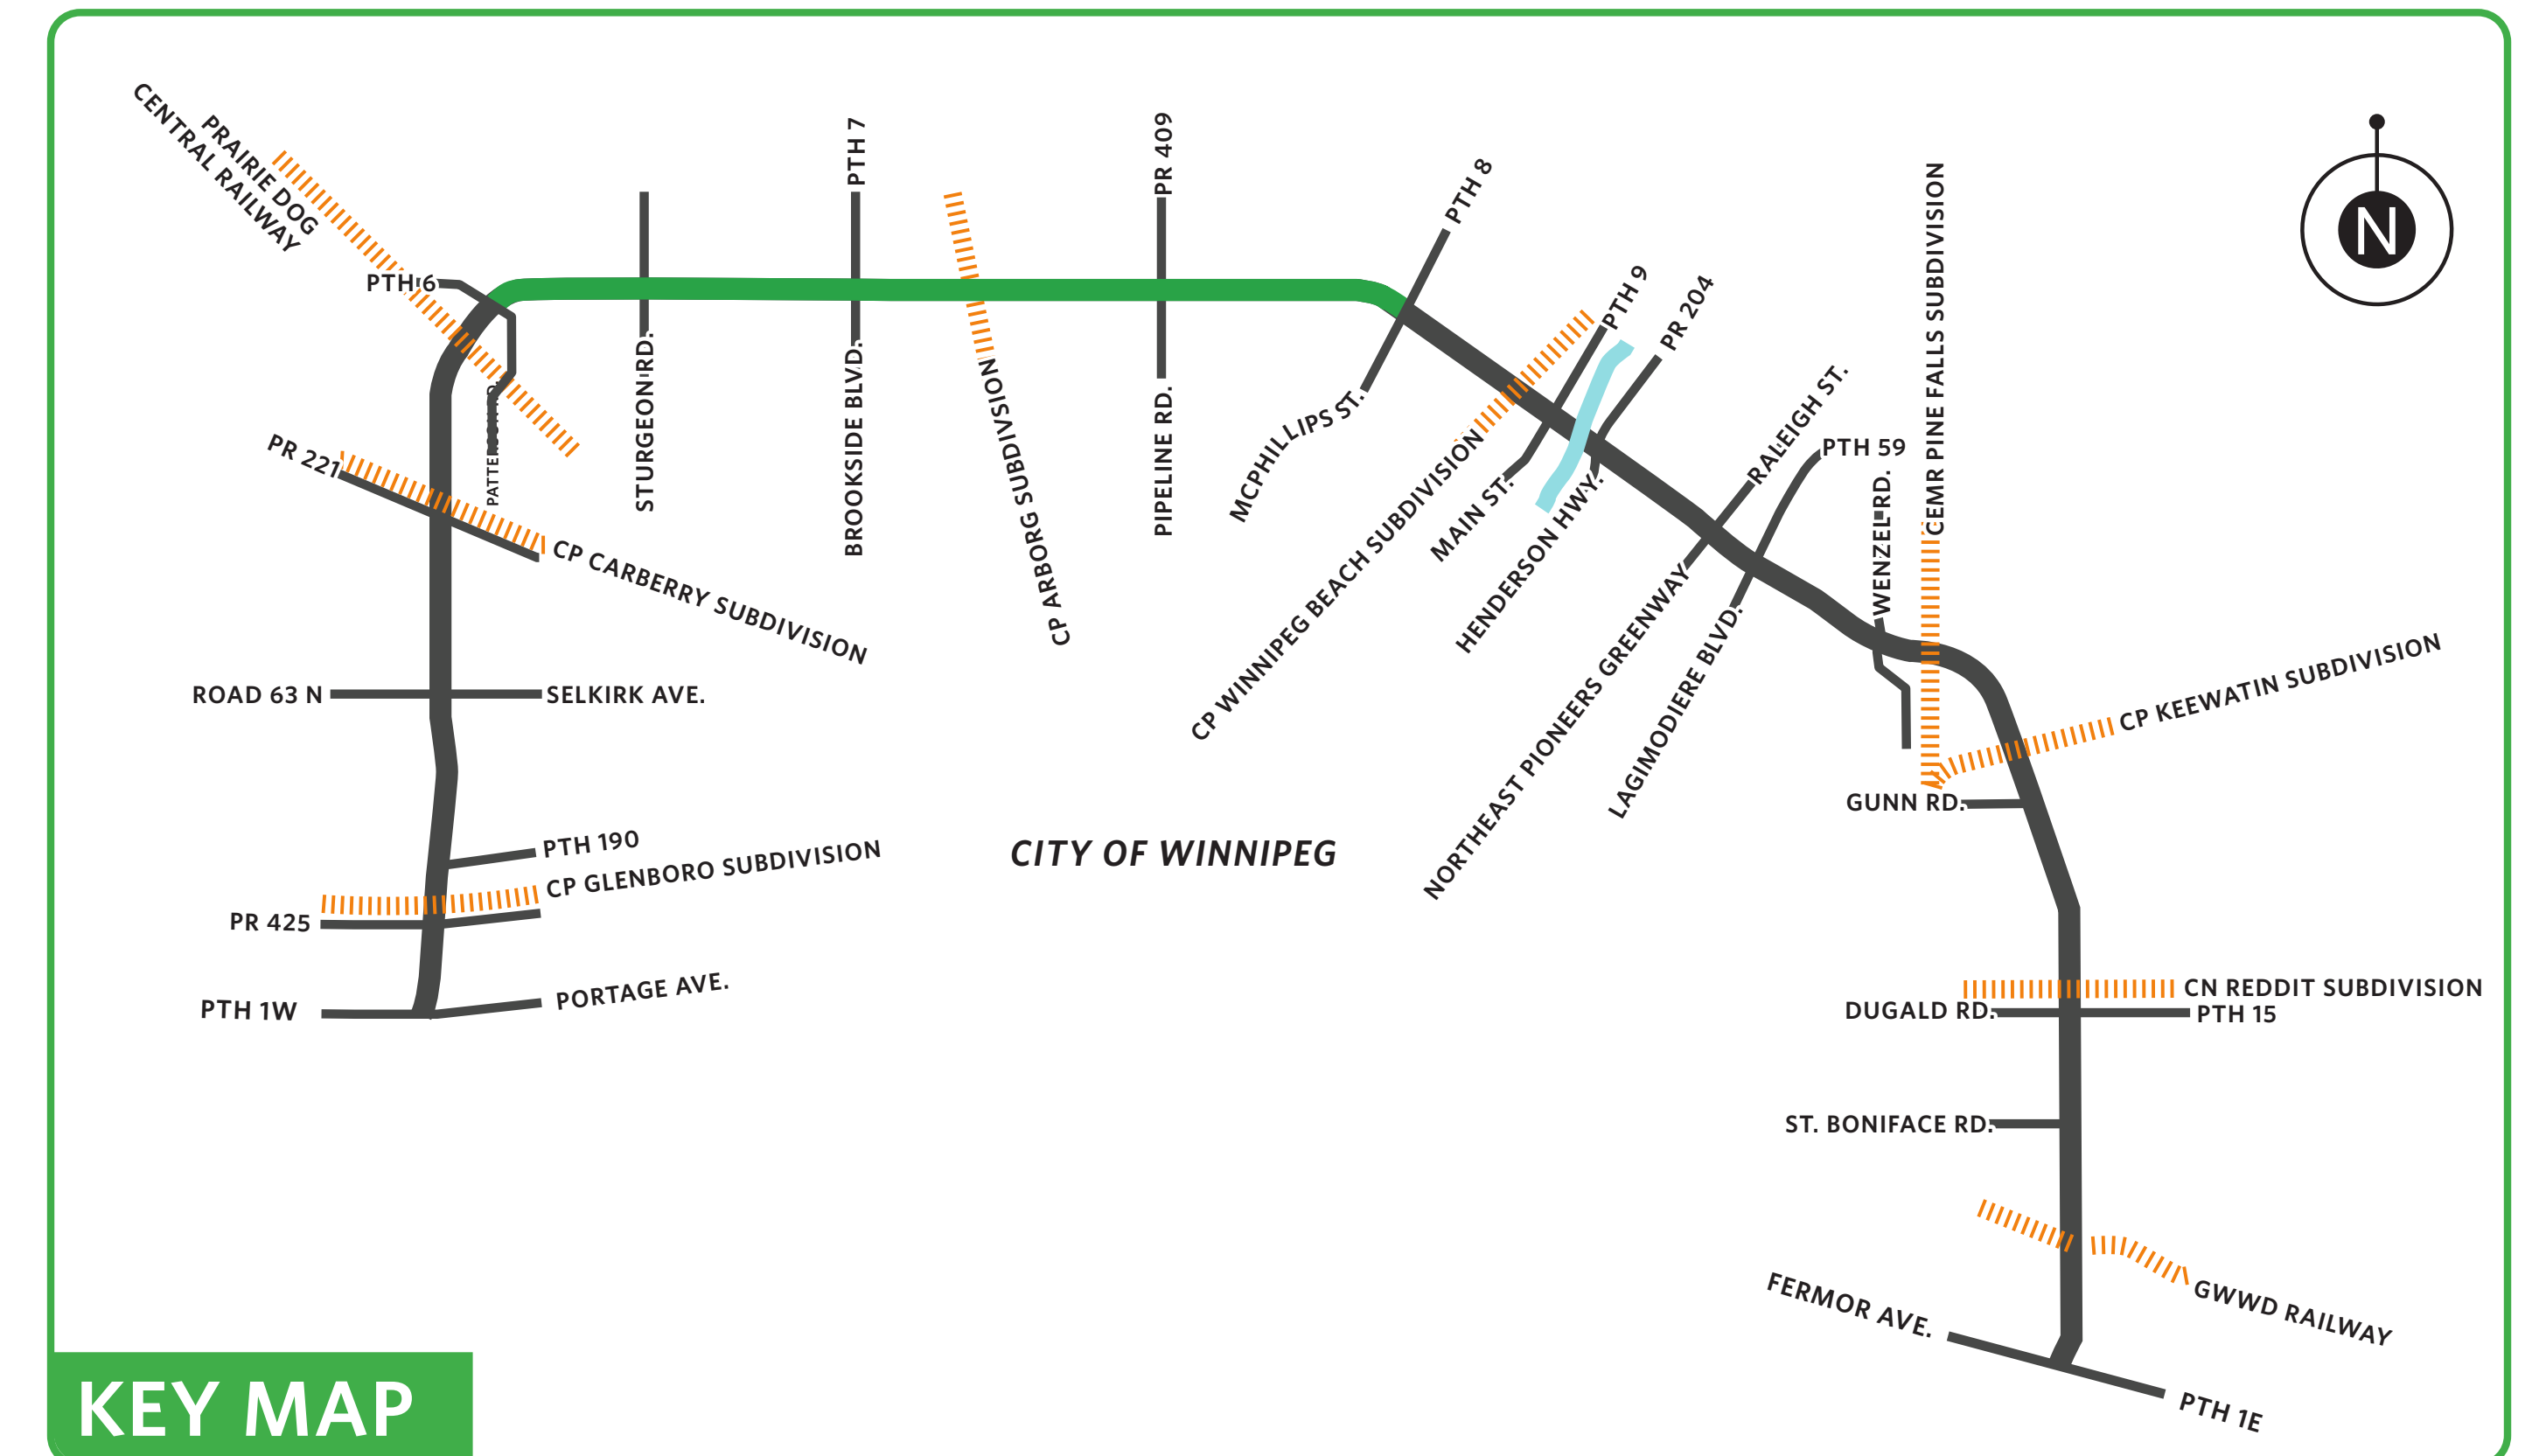 CENTRAL RAILWAY
PRAIRIE DOG
PTH 6
PTH 7
PR 409
PTH 8
PTH 9
PR 204
CEMR PINE FALLS SUBDIVISION
N
STURGEON RD.
BROOKSIDE BLVD.
CP ARBORG SUBDIVISION
PIPELINE RD.
MCPHILLIPS ST.
CP WINNIPEG BEACH SUBDIVISION
MAIN ST.
HENDERSON HWY.
RALEIGH ST.
PTH 59
WENZEL RD.
NORTHEAST PIONEERS GREENWAY
LAGIMODIERE BLVD.
PR 221
CP CARBERRY SUBDIVISION
ROAD 63 N
SELKIRK AVE.
CP KEEWATIN SUBDIVISION
GUNN RD.
PTH 190
CP GLENBORO SUBDIVISION
CITY OF WINNIPEG
PR 425
PTH 1W
PORTAGE AVE.
CN REDDIT SUBDIVISION
DUGALD RD.
PTH 15
ST. BONIFACE RD.
GWWD RAILWAY
FERMOR AVE.
PTH 1E
KEY MAP